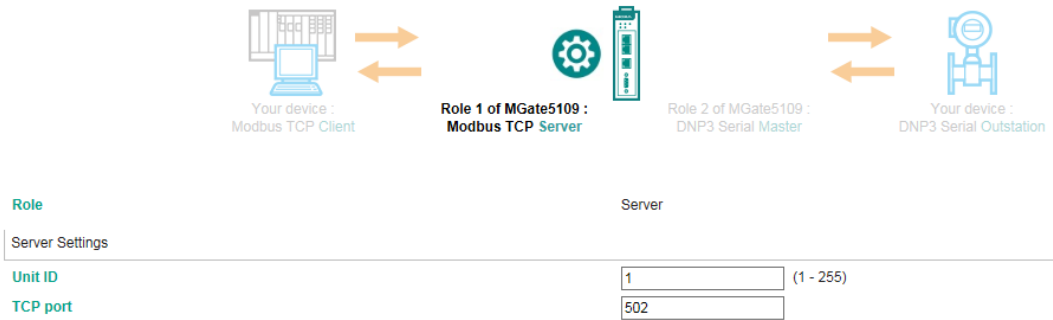 Your device :
Modbus TCP Client
Role 1 of MGate5109 :
Modbus TCP Server
Role 2 of MGate5109 :
DNP3 Serial Master
Your device :
DNP3 Serial Outstation
Role Server
Server Settings
Unit ID 1 (1 - 255)
TCP port 502